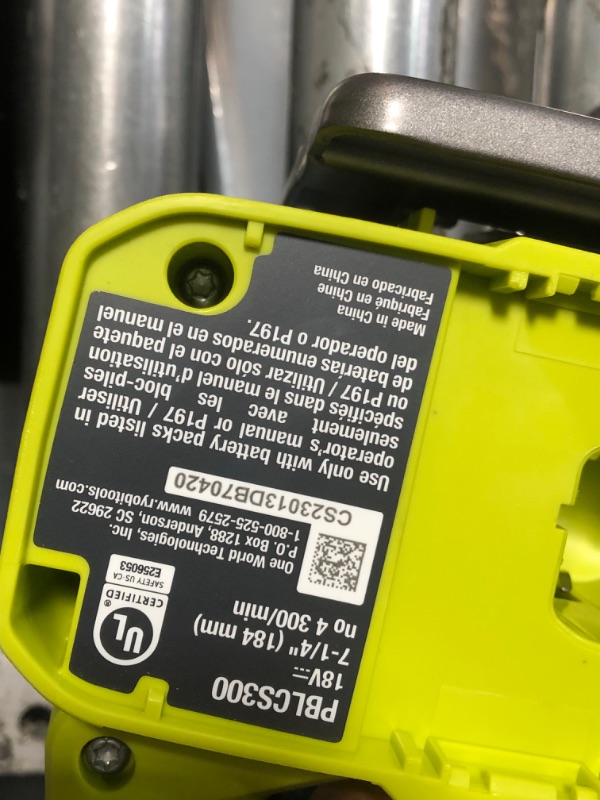 PBLCS300
18V⎓
7-1/4" (184 mm)
no 4 300/min
UL
CERTIFIED
®
SAFETY US-CA
E256053
One World Technologies, Inc.
P.O. Box 1288, Anderson, SC 29622
1-800-525-2579 www.ryobitools.com
CS23013DB70420
Use only with battery packs listed in
operator's manual or P197 / Utiliser
seulement avec les bloc-piles
spécifiés dans le manuel d'utilisation
ou P197 / Utilizar sólo con el paquete
de baterías enumerados en el manuel
del operador o P197.
Made in China
Fabriqué en Chine
Fabricado en China